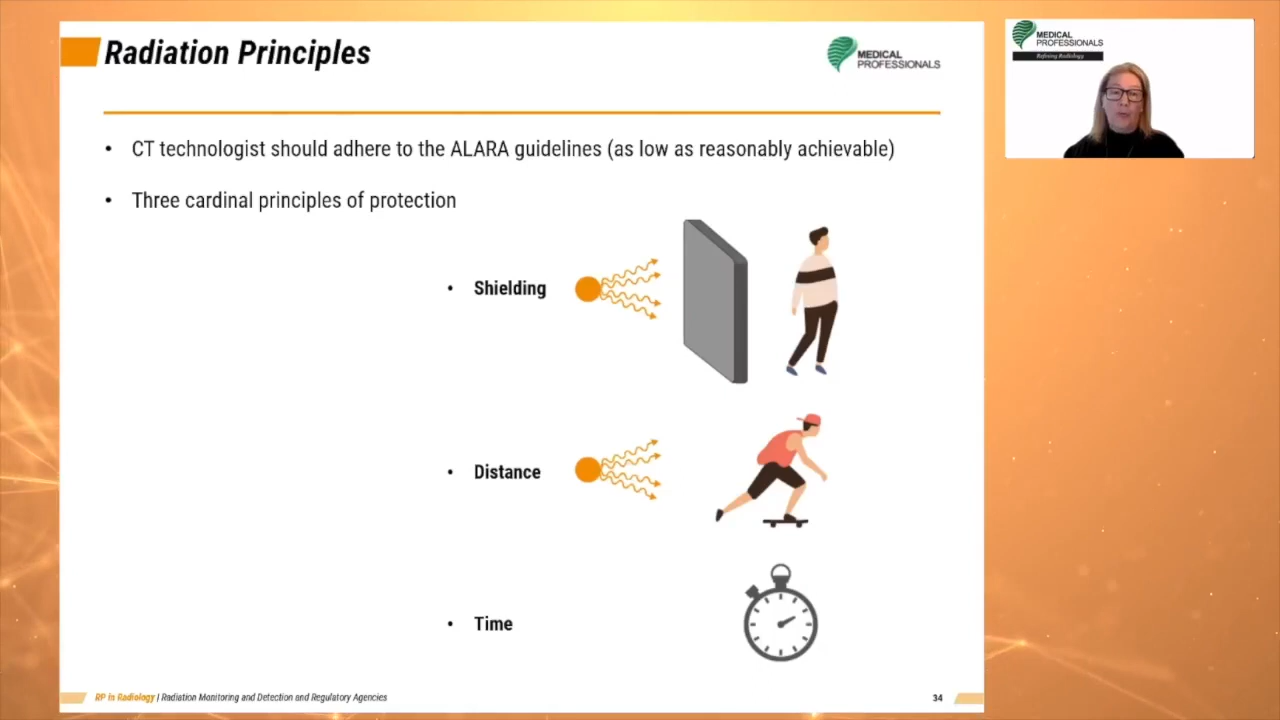 Radiation Principles
MEDICAL
PROFESSIONALS
• CT technologist should adhere to the ALARA guidelines (as low as reasonably achievable)
• Three cardinal principles of protection
• Shielding
• Distance
• Time
RP in Radiology | Radiation Monitoring and Detection and Regulatory Agencies
34
MEDICAL
PROFESSIONALS
Refining Radiology